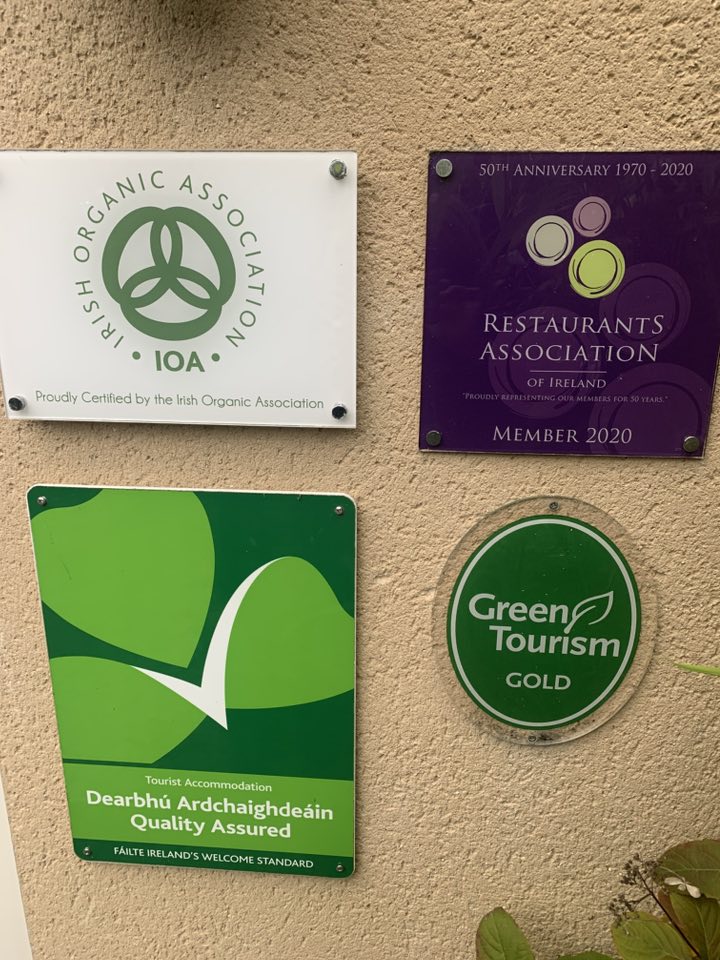 IRISH ORGANIC ASSOCIATION
• IOA •
Proudly Certified by the Irish Organic Association
50TH ANNIVERSARY 1970 - 2020
RESTAURANTS
ASSOCIATION
OF IRELAND
"PROUDLY REPRESENTING OUR MEMBERS FOR 50 YEARS."
MEMBER 2020
Tourist Accommodation
Dearbhú Ardchaighdeáin
Quality Assured
FÁILTE IRELAND'S WELCOME STANDARD
Green
Tourism
GOLD